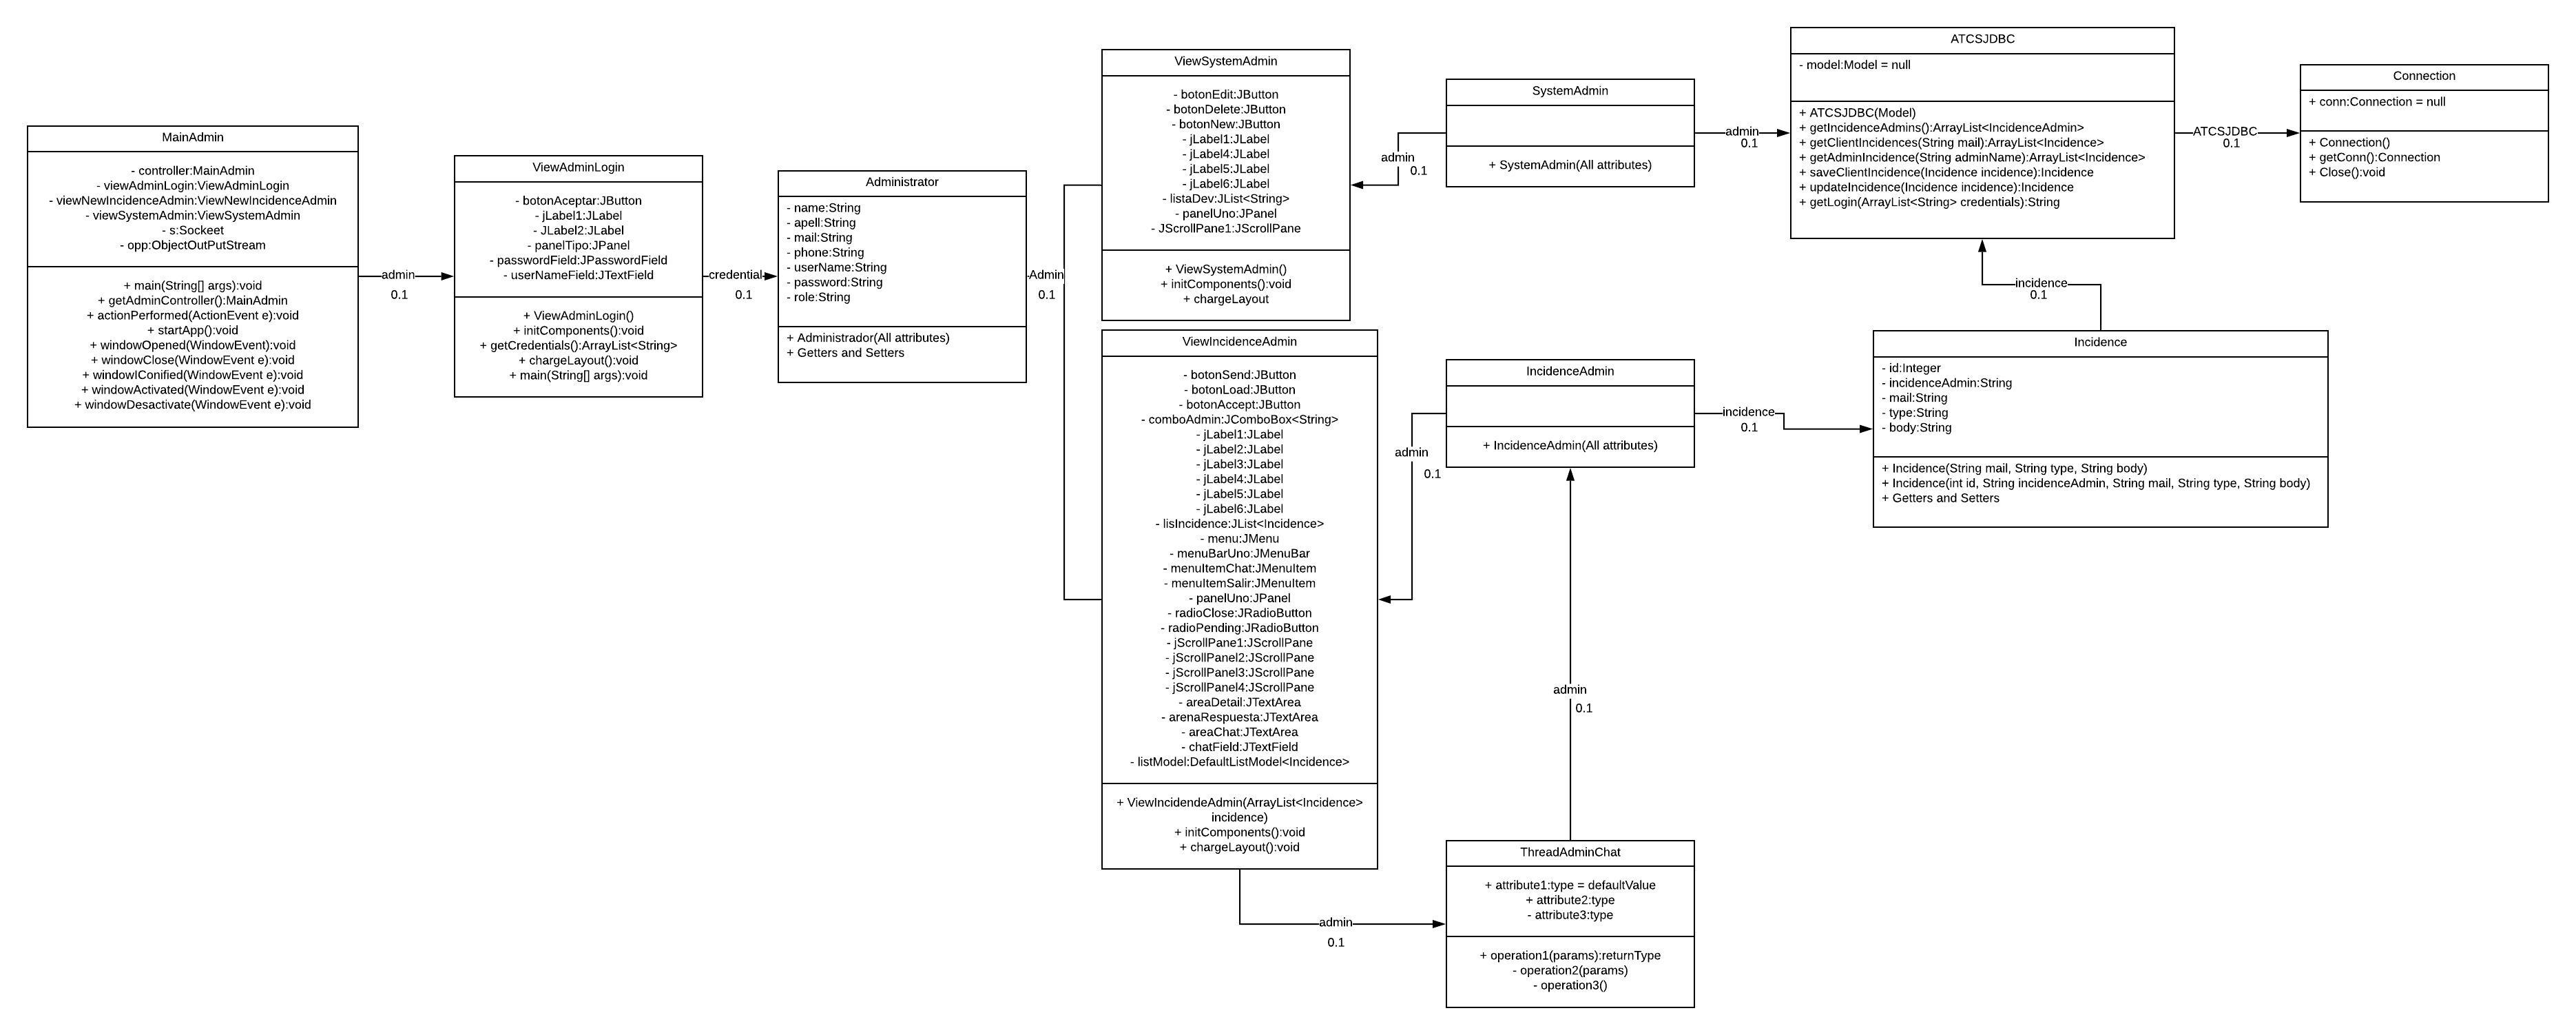 MainAdmin
- controller:MainAdmin
- viewAdminLogin:ViewAdminLogin
- viewNewIncidenceAdmin:ViewNewIncidenceAdmin
- viewSystemAdmin:ViewSystemAdmin
- s:Sockeet
- opp:ObjectOutPutStream
+ main(String[] args):void
+ getAdminController():MainAdmin
+ actionPerformed(ActionEvent e):void
+ startApp():void
+ windowOpened(WindowEvent):void
+ windowClose(WindowEvent e):void
+ windowIConified(WindowEvent e):void
+ windowActivated(WindowEvent e):void
+ windowDesactivate(WindowEvent e):void
admin
0.1
ViewAdminLogin
- botonAceptar:JButton
- jLabel1:JLabel
- JLabel2:JLabel
- panelTipo:JPanel
- passwordField:JPasswordField
- userNameField:JTextField
+ ViewAdminLogin()
+ initComponents():void
+ getCredentials():ArrayList<String>
+ chargeLayout():void
+ main(String[] args):void
credential
0.1
Administrator
- name:String
- apell:String
- mail:String
- phone:String
- userName:String
- password:String
- role:String
+ Administrador(All attributes)
+ Getters and Setters
Admin
0.1
ViewSystemAdmin
- botonEdit:JButton
- botonDelete:JButton
- botonNew:JButton
- jLabel1:JLabel
- jLabel4:JLabel
- jLabel5:JLabel
- jLabel6:JLabel
- listaDev:JList<String>
- panelUno:JPanel
- JScrollPane1:JScrollPane
+ ViewSystemAdmin()
+ initComponents():void
+ chargeLayout
ViewIncidenceAdmin
- botonSend:JButton
- botonLoad:JButton
- botonAccept:JButton
- comboAdmin:JComboBox<String>
- jLabel1:JLabel
- jLabel2:JLabel
- jLabel3:JLabel
- jLabel4:JLabel
- jLabel5:JLabel
- jLabel6:JLabel
- lisIncidence:JList<Incidence>
- menu:JMenu
- menuBarUno:JMenuBar
- menuItemChat:JMenuItem
- menuItemSalir:JMenuItem
- panelUno:JPanel
- radioClose:JRadioButton
- radioPending:JRadioButton
- jScrollPane1:JScrollPane
- jScrollPanel2:JScrollPane
- jScrollPanel3:JScrollPane
- jScrollPanel4:JScrollPane
- areaDetail:JTextArea
- arenaRespuesta:JTextArea
- areaChat:JTextArea
- chatField:JTextField
- listModel:DefaultListModel<Incidence>
+ ViewIncidendeAdmin(ArrayList<Incidence>
incidence)
+ initComponents():void
+ chargeLayout():void
admin
0.1
admin
0.1
admin
0.1
SystemAdmin
+ SystemAdmin(All attributes)
admin
0.1
IncidenceAdmin
+ IncidenceAdmin(All attributes)
incidence
0.1
admin
0.1
ThreadAdminChat
+ attribute1:type = defaultValue
+ attribute2:type
- attribute3:type
+ operation1(params):returnType
- operation2(params)
- operation3()
ATCSJDBC
- model:Model = null
+ ATCSJDBC(Model)
+ getIncidenceAdmins():ArrayList<IncidenceAdmin>
+ getClientIncidences(String mail):ArrayList<Incidence>
+ getAdminIncidence(String adminName):ArrayList<Incidence>
+ saveClientIncidence(Incidence incidence):Incidence
+ updateIncidence(Incidence incidence):Incidence
+ getLogin(ArrayList<String> credentials):String
ATCSJDBC
0.1
Connection
+ conn:Connection = null
+ Connection()
+ getConn():Connection
+ Close():void
incidence
0.1
Incidence
- id:Integer
- incidenceAdmin:String
- mail:String
- type:String
- body:String
+ Incidence(String mail, String type, String body)
+ Incidence(int id, String incidenceAdmin, String mail, String type, String body)
+ Getters and Setters